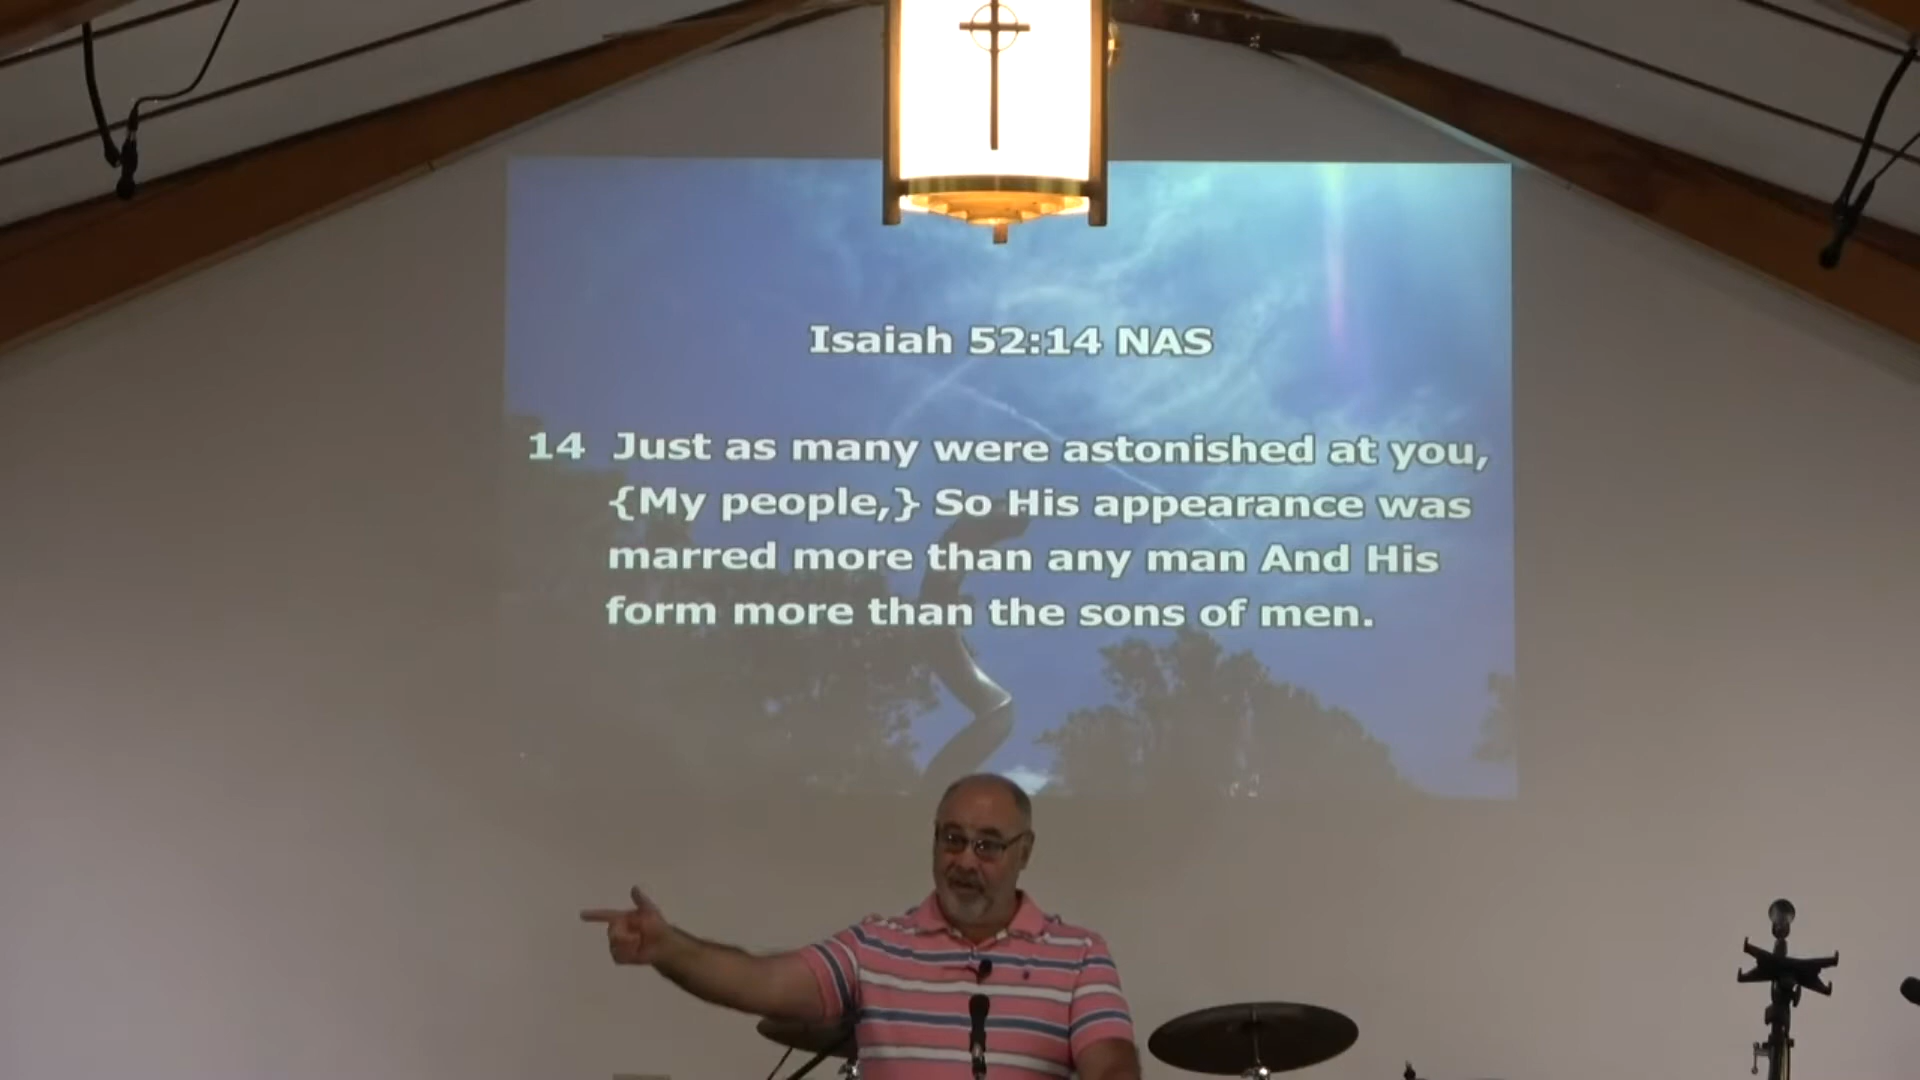 Isaiah 52:14 NAS
14 Just as many were astonished at you,
{My people,} So His appearance was
marred more than any man And His
form more than the sons of men.